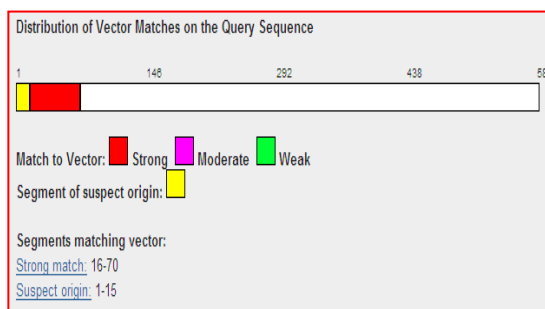 Distribution of Vector Matches on the Query Sequence
1 146 292 438
Match to Vector: Strong Moderate Weak
Segment of suspect origin:
Segments matching vector:
Strong match: 16-70
Suspect origin: 1-15